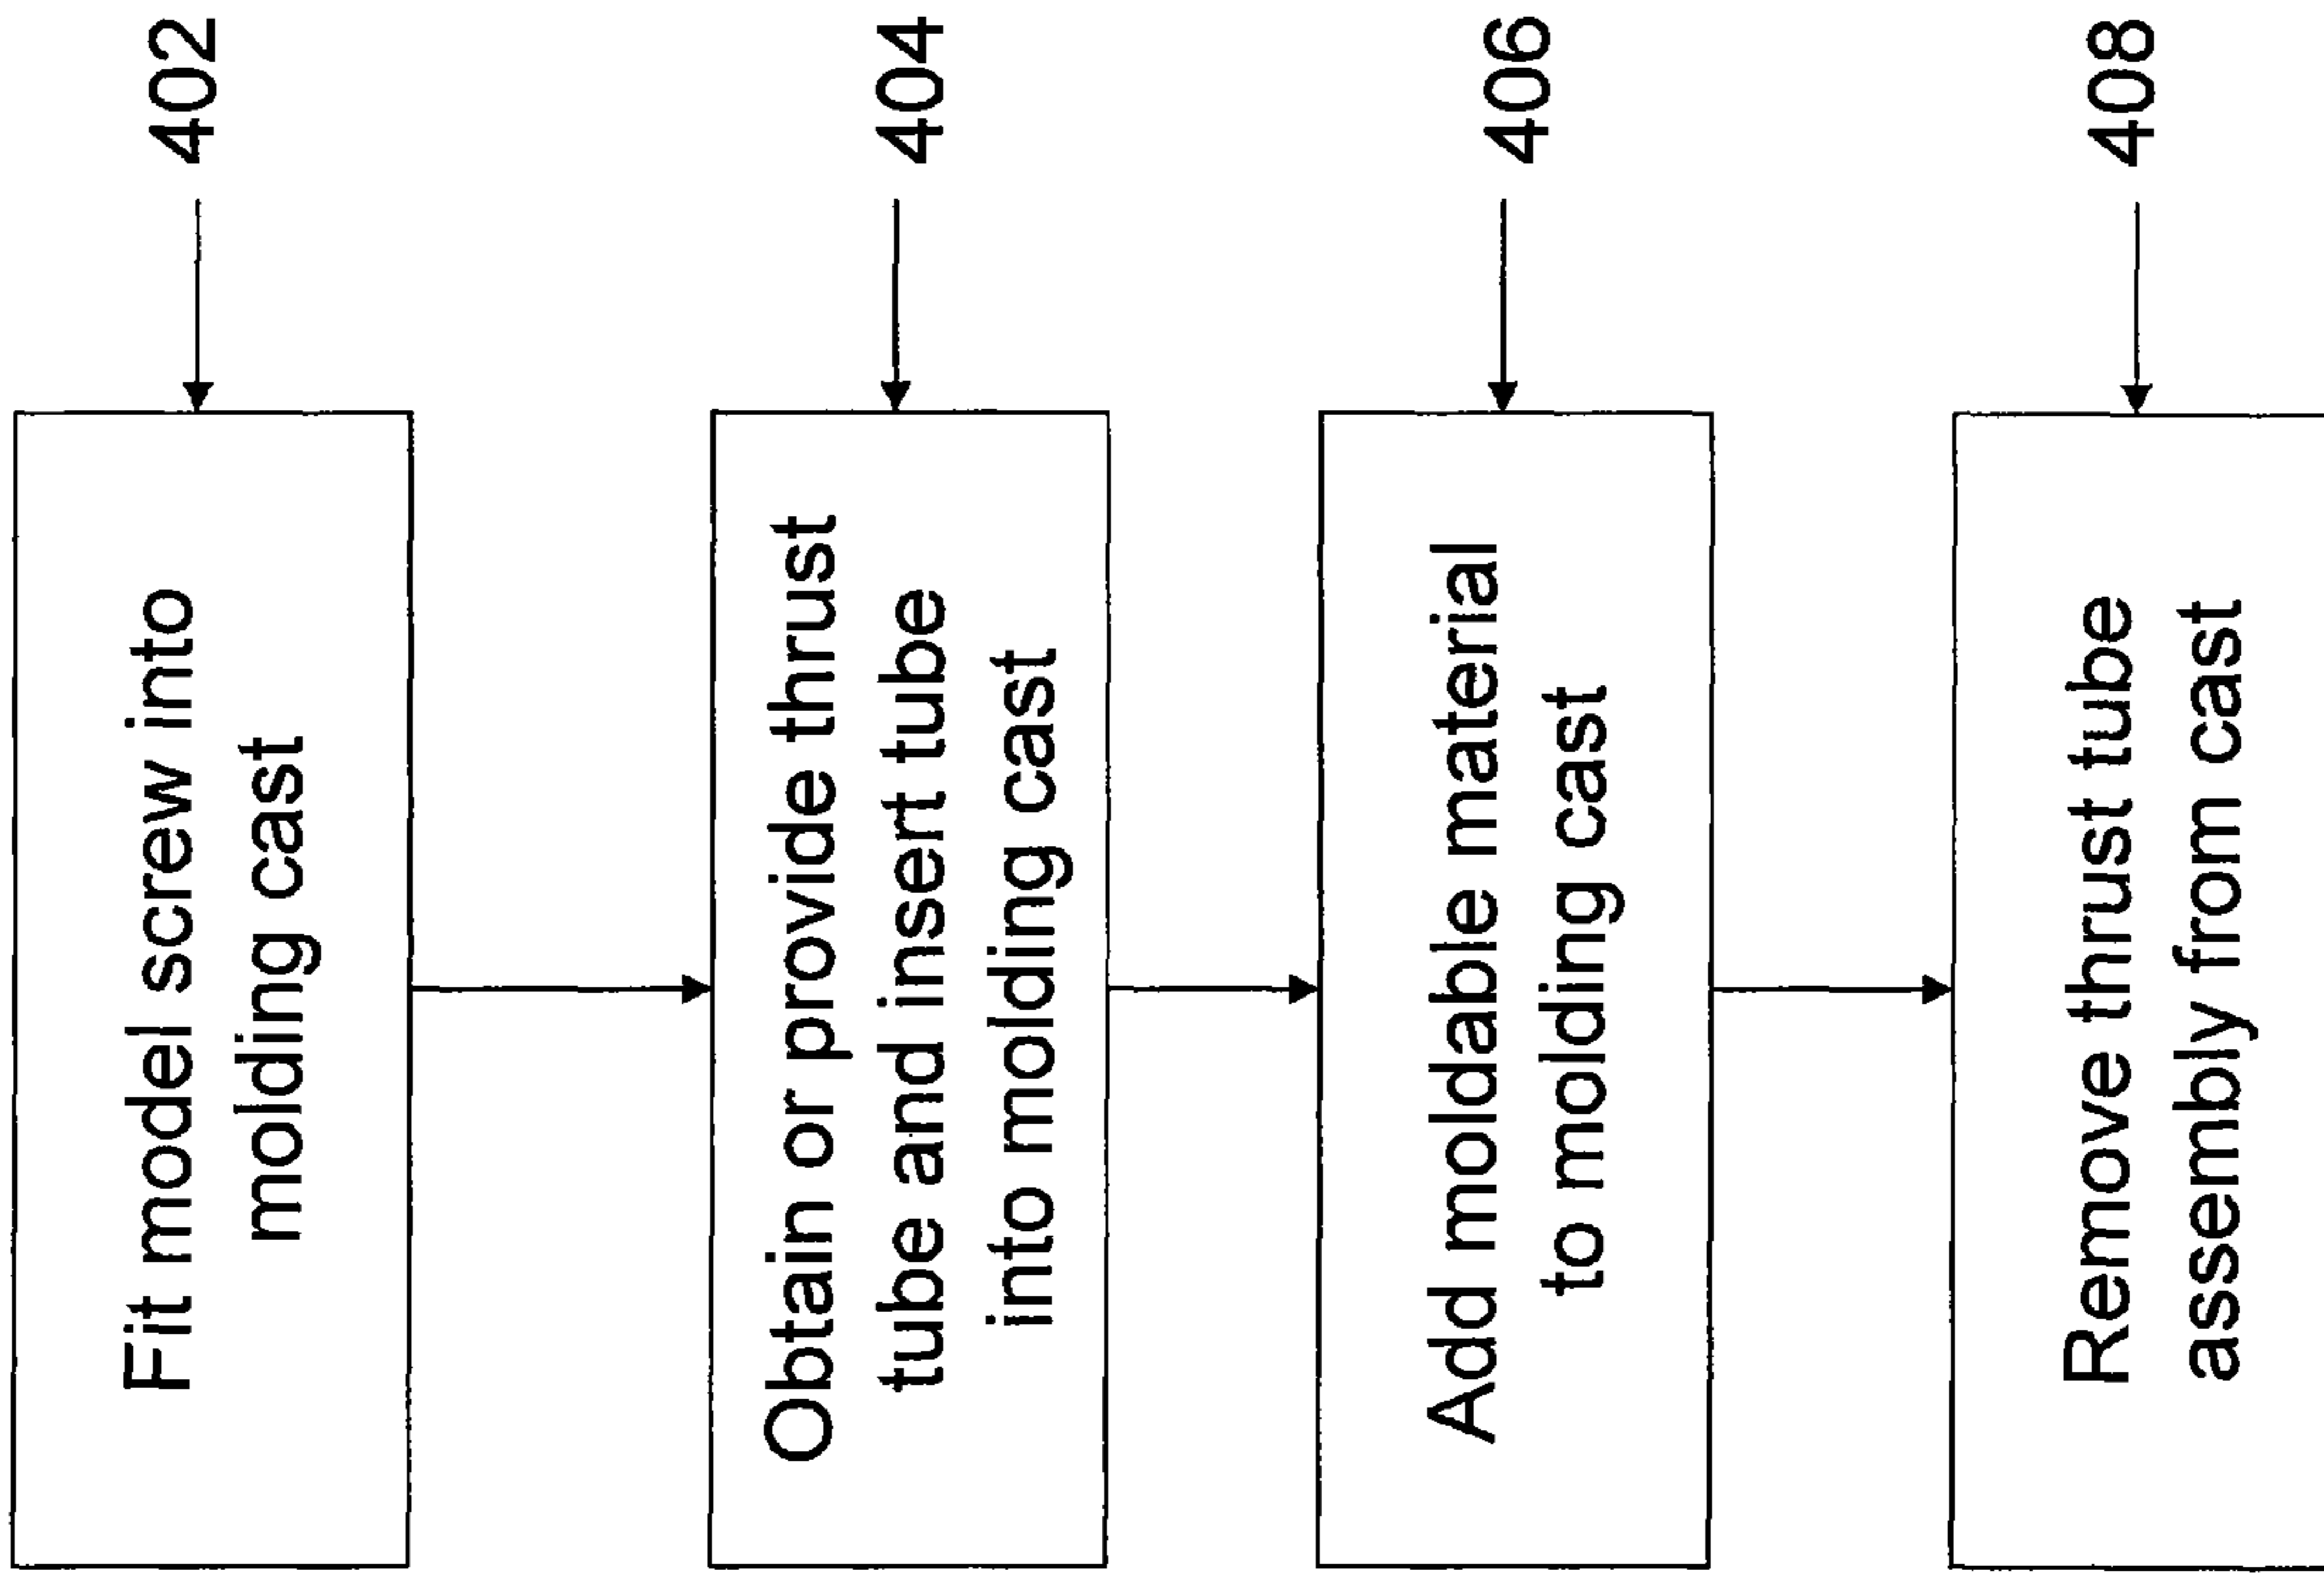 Fit model screw into
molding cast
402
Obtain or provide thrust
tube and insert tube
into molding cast
404
Add moldable material
to molding cast
406
Remove thrust tube
assembly from cast
408